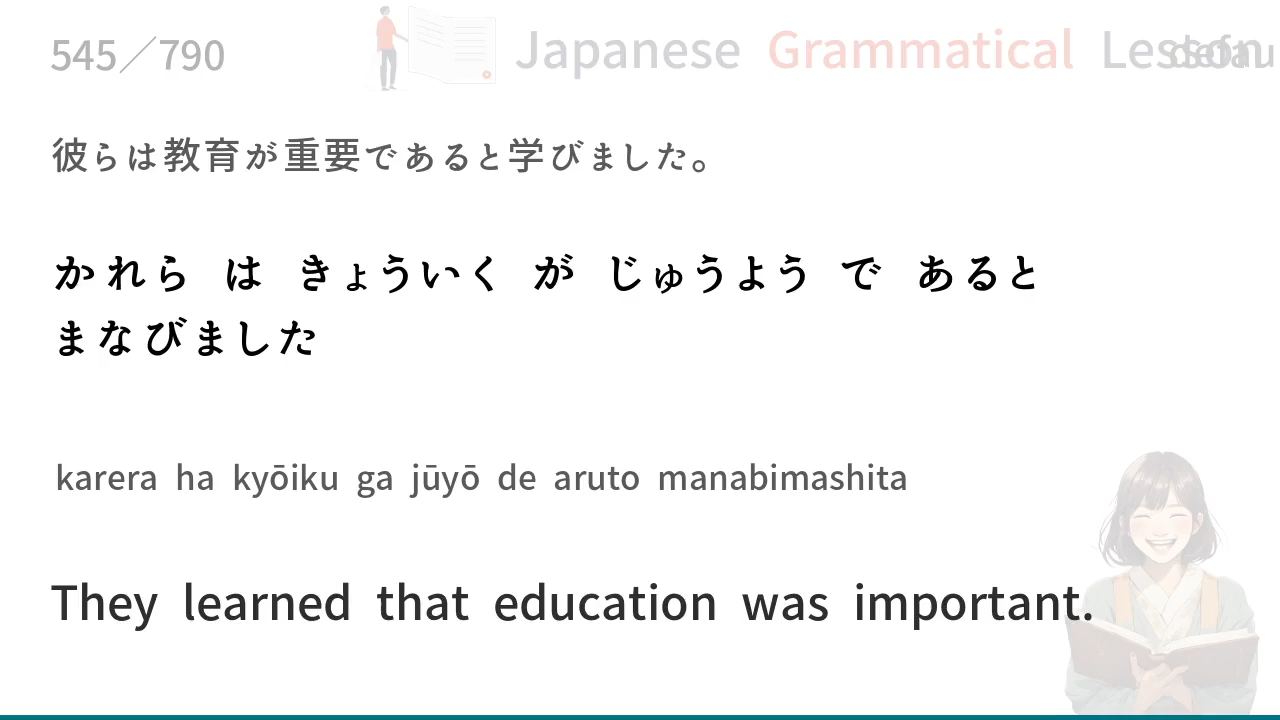 545／790
Japanese Grammatical Lesson
彼らは教育が重要であると学びました。
かれら は きょういく が じゅうよう で あると
まなびました
karera ha kyōiku ga jūyō de aruto manabimashita
They learned that education was important.